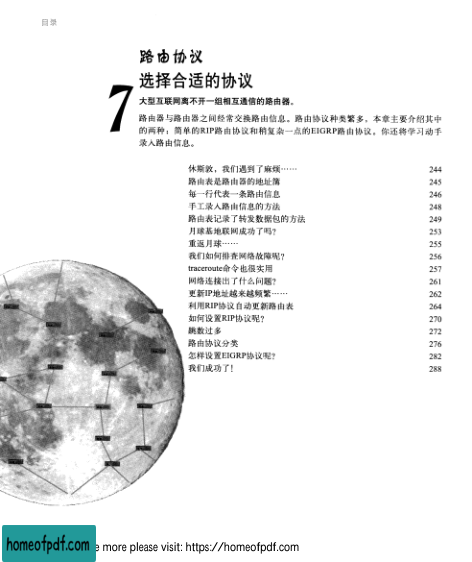 目录
路由协议
7
选择合适的协议
大型互联网离不开一组相互通信的路由器。
路由器与路由器之间经常交换路由信息。路由协议种类繁多，本章主要介绍其中
的两种：简单的RIP路由协议和稍复杂一点的EIGRP路由协议。你还将学习动手
录入路由信息。
休斯敦，我们遇到了麻烦…… 244
路由表是路由器的地址簿 245
每一行代表一条路由信息 246
手工录入路由信息的方法 248
路由表记录了转发数据包的方法 249
月球基地联网成功了吗？ 253
重返月球…… 255
我们如何排查网络故障呢？ 256
traceroute命令也很实用 257
网络连接出了什么问题？ 261
更新IP地址越来越频繁…… 262
利用RIP协议自动更新路由表 264
如何设置RIP协议呢？ 270
跳数过多 272
路由协议分类 276
怎样设置EIGRP协议呢？ 282
我们成功了！ 288
homeofpdf.com
e more please visit: https://homeofpdf.com